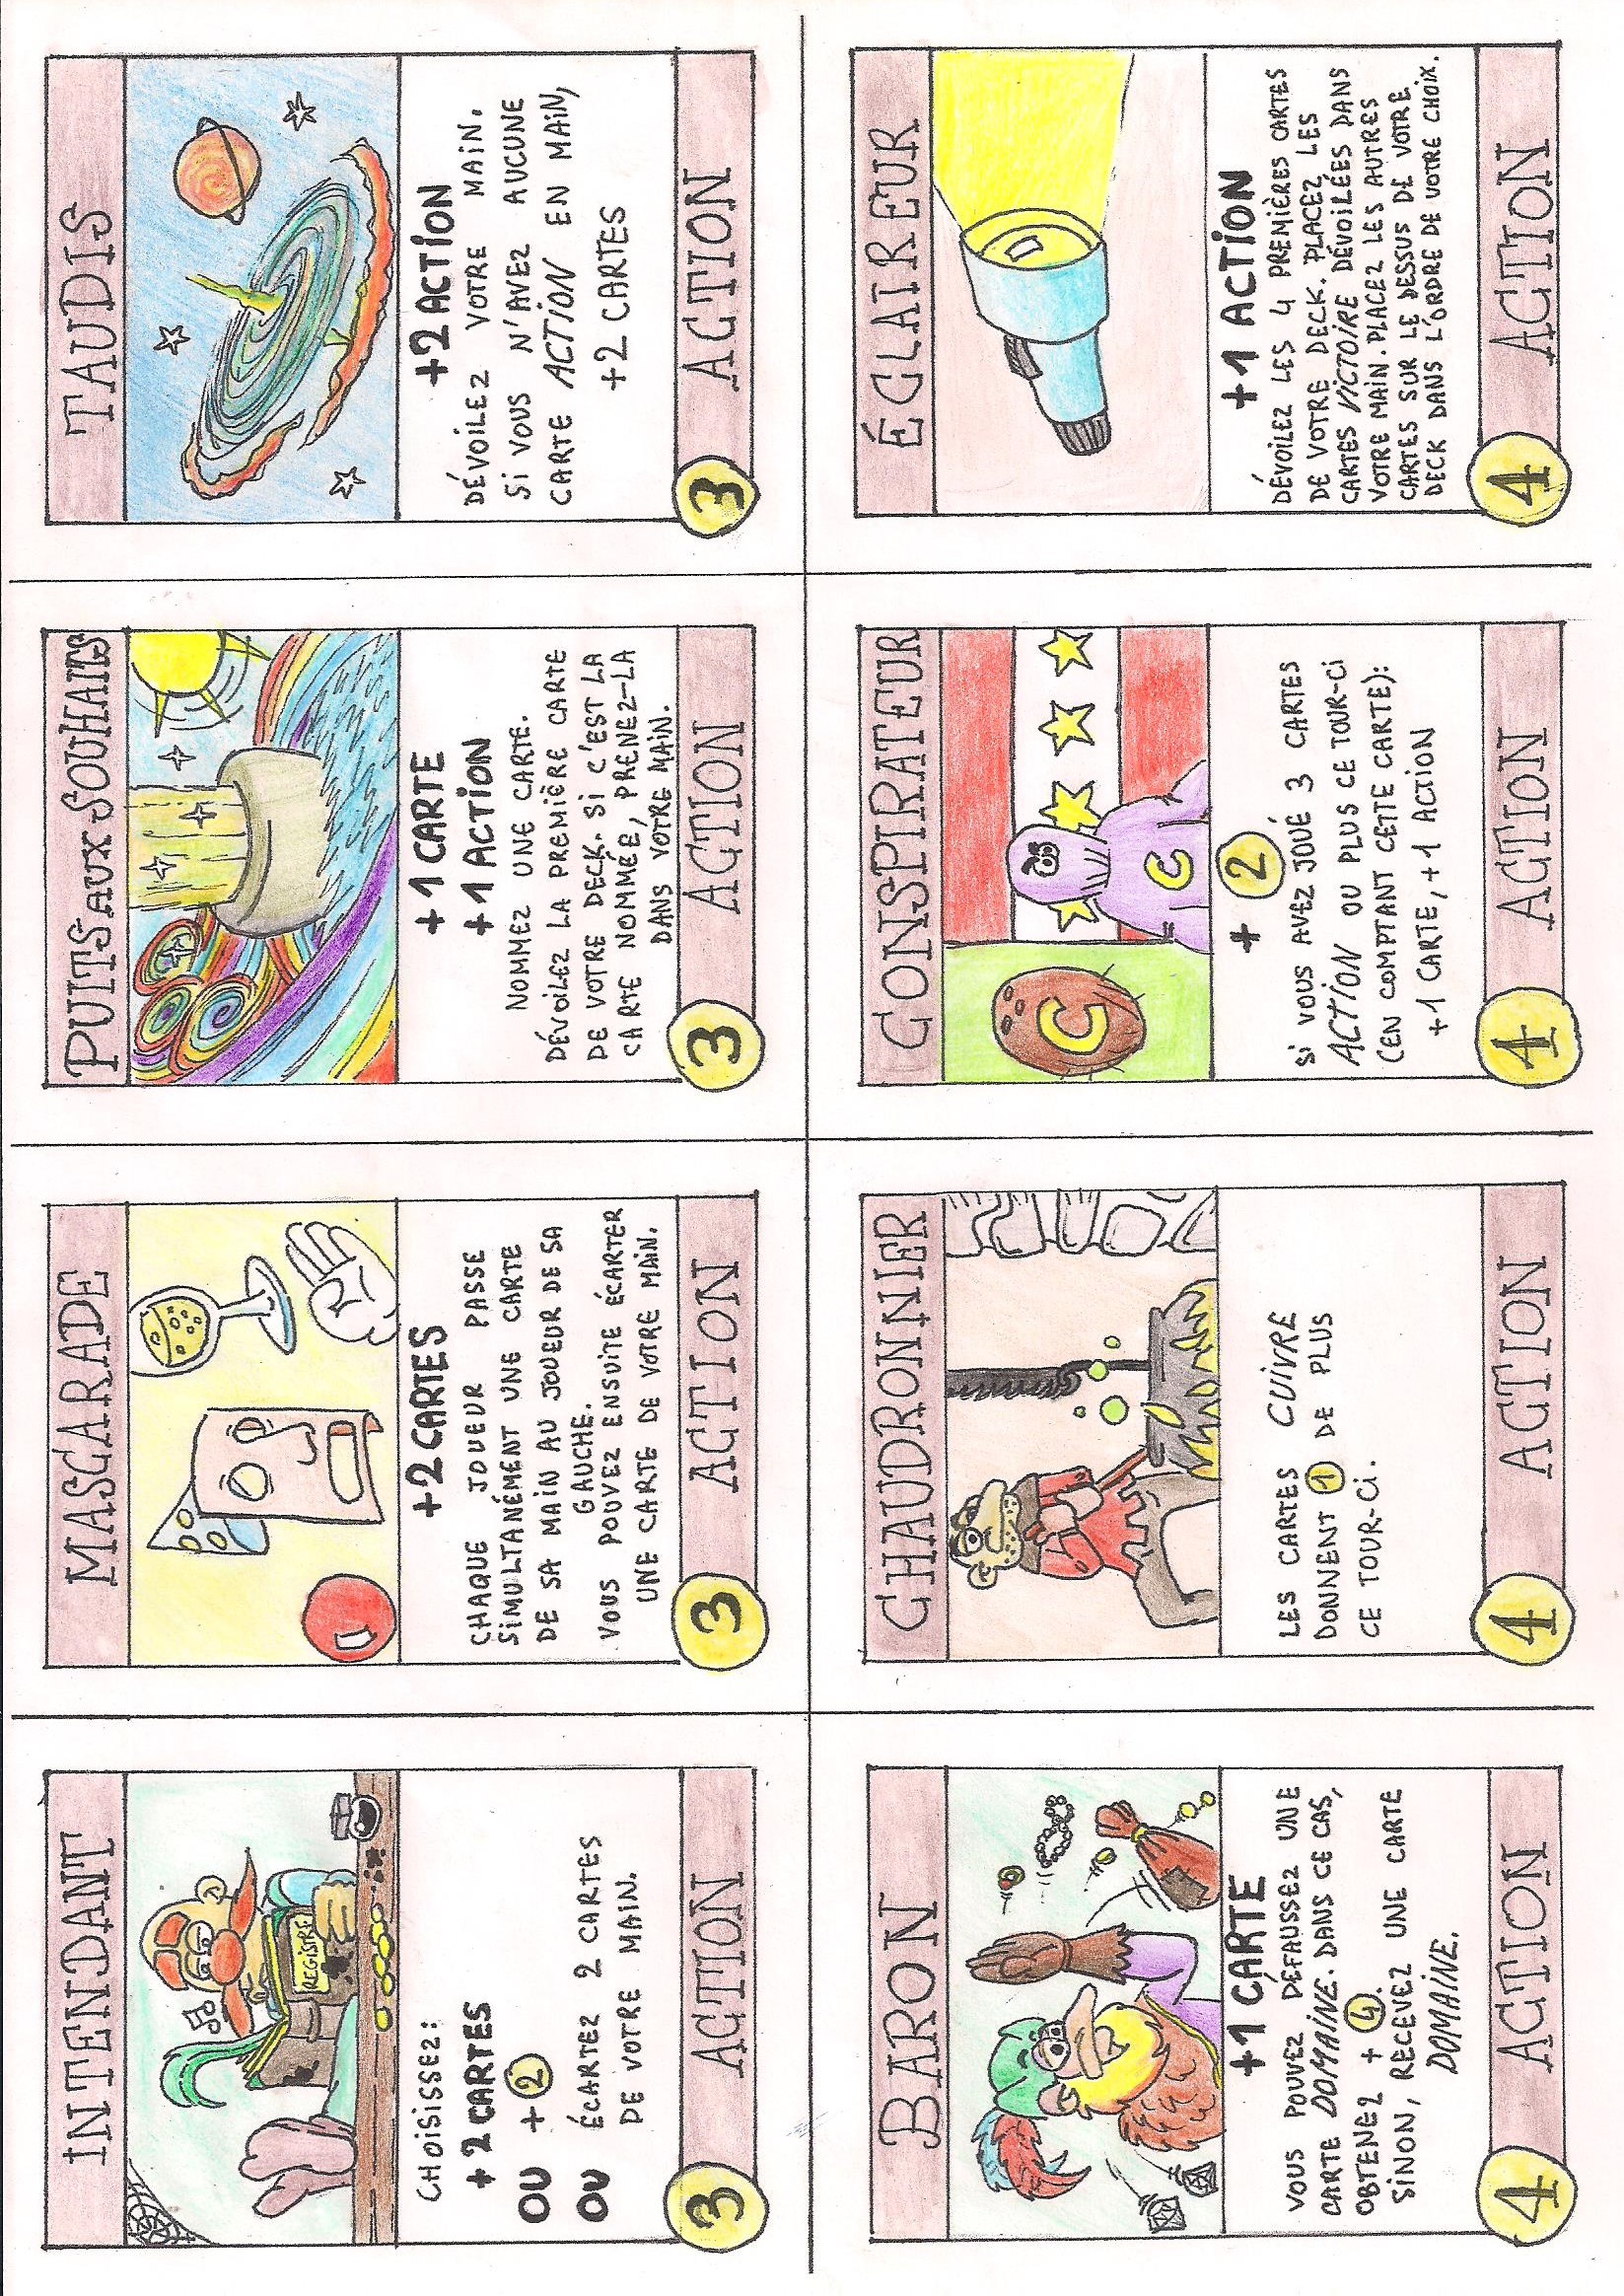 INTENDANT
REGISTRE
CHOISISSEZ:
+2 CARTES
OU +2
OU ÉCARTEZ 2 CARTES
DE VOTRE MAIN.
3 ACTION
MASCARADE
+2 CARTES
CHAQUE JOUEUR PASSE
SIMULTANÉMENT UNE CARTE
DE SA MAIN AU JOUEUR DE SA
GAUCHE.
VOUS POUVEZ ENSUITE ÉCARTER
UNE CARTE DE VOTRE MAIN.
3 ACTION
PUITS AUX SOUHAITS
+1 CARTE
+1 ACTION
NOMMEZ UNE CARTE.
DÉVOILEZ LA PREMIÈRE CARTE
DE VOTRE DECK. SI C'EST LA
CARTE NOMMÉE, PRENEZ-LA
DANS VOTRE MAIN.
3 ACTION
TAUDIS
+2 ACTION
DÉVOILEZ VOTRE MAIN.
SI VOUS N'AVEZ AUCUNE
CARTE ACTION EN MAIN,
+2 CARTES
3 ACTION
BARON
+1 CARTE
VOUS POUVEZ DÉFAUSSEZ UNE
CARTE DOMAINE. DANS CE CAS,
OBTENEZ + 4.
SINON, RECEVEZ UNE CARTE
DOMAINE.
4 ACTION
CHAUDRONNIER
LES CARTES CUIVRE
DONNENT 1 DE PLUS
CE TOUR-CI.
4 ACTION
CONSPIRATEUR
C
C
+ 2
SI VOUS AVEZ JOUÉ 3 CARTES
ACTION OU PLUS CE TOUR-CI
(EN COMPTANT CETTE CARTE):
+1 CARTE, +1 ACTION
4 ACTION
ÉCLAIREUR
+1 ACTION
DÉVOILEZ LES 4 PREMIÈRES CARTES
DE VOTRE DECK. PLACEZ LES
CARTES VICTOIRE DÉVOILÉES DANS
VOTRE MAIN. PLACEZ LES AUTRES
CARTES SUR LE DESSUS DE VOTRE
DECK DANS L'ORDRE DE VOTRE CHOIX.
4 ACTION